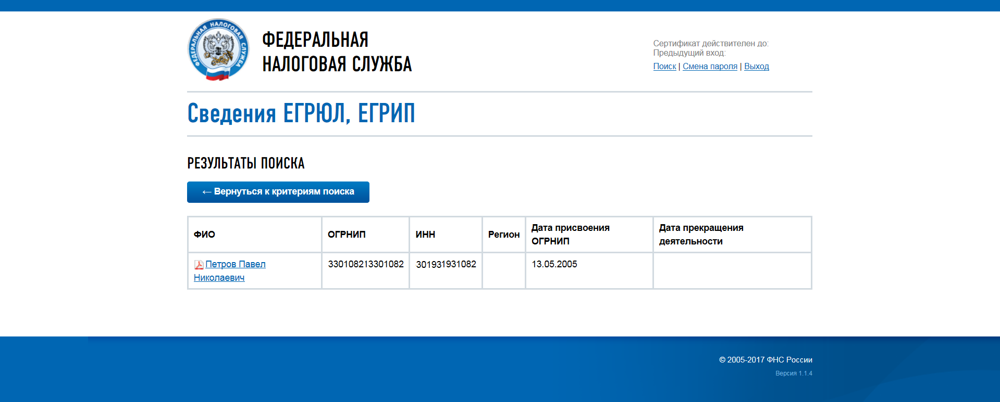 ФЕДЕРАЛЬНАЯ НАЛОГОВАЯ СЛУЖБА
ФЕДЕРАЛЬНАЯ
НАЛОГОВАЯ СЛУЖБА
Сертификат действителен до:
Предыдущий вход:
Поиск | Смена пароля | Выход
Сведения ЕГРЮЛ, ЕГРИП
РЕЗУЛЬТАТЫ ПОИСКА
← Вернуться к критериям поиска
ФИО ОГРНИП ИНН Регион Дата присвоения ОГРНИП Дата прекращения деятельности
Петров Павел 330108213301082 301931931082 13.05.2005
Николаевич
© 2005-2017 ФНС России
Версия 1.1.4